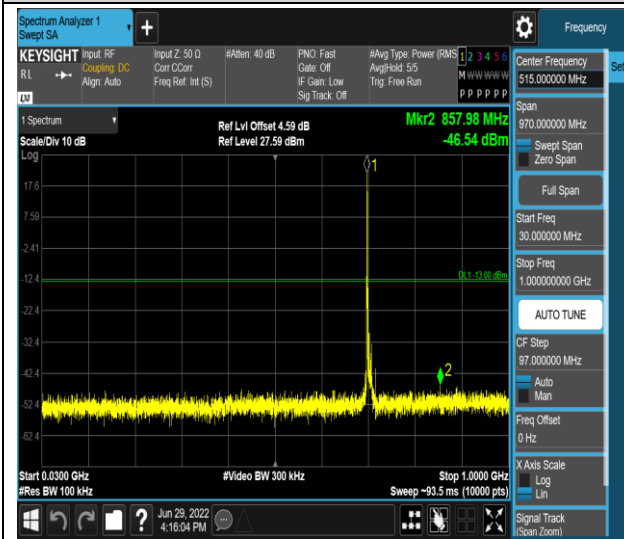 Spectrum Analyzer 1
Swept SA
+
Frequency
KEYSIGHT
RL
LXI
Input: RF
Coupling: DC
Align: Auto
Input Z: 50 Ω
Corr CCorr
Freq Ref: Int (S)
#Atten: 40 dB
PNO: Fast
Gate: Off
IF Gain: Low
Sig Track: Off
#Avg Type: Power (RMS
Avg|Hold: 5/5
Trig: Free Run
1 2 3 4 5 6
M W W W W W
P P P P P P
1 Spectrum
Scale/Div 10 dB
Ref Lvl Offset 4.59 dB
Ref Level 27.59 dBm
Mkr2 857.98 MHz
-46.54 dBm
Log
17.6
7.59
-2.41
-12.4
-22.4
-32.4
-42.4
-52.4
-62.4
1
DL1 -13.00 dBm
2
Start 0.0300 GHz
#Res BW 100 kHz
#Video BW 300 kHz
Stop 1.0000 GHz
Sweep ~93.5 ms (10000 pts)
?
Jun 29, 2022
4:16:04 PM
Center Frequency
515.000000 MHz
Set
Span
970.000000 MHz
Swept Span
Zero Span
Full Span
Start Freq
30.000000 MHz
Stop Freq
1.000000000 GHz
AUTO TUNE
CF Step
97.000000 MHz
Auto
Man
Freq Offset
0 Hz
X Axis Scale
Log
Lin
Signal Track
(Span Zoom)